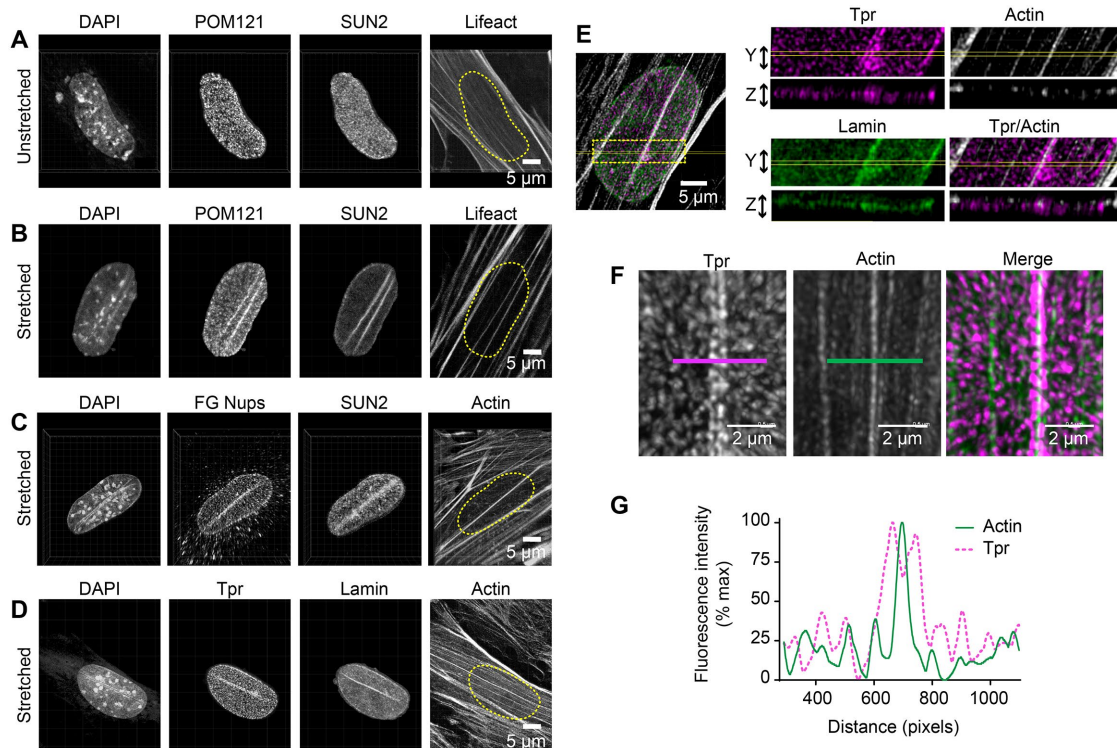 A
DAPI POM121 SUN2 Lifeact
Unstretched
5 µm
B
DAPI POM121 SUN2 Lifeact
Stretched
5 µm
C
DAPI FG Nups SUN2 Actin
Stretched
5 µm
D
DAPI Tpr Lamin Actin
Stretched
5 µm
E
5 µm
Tpr Actin
Y
Z
Lamin Tpr/Actin
Y
Z
F
Tpr Actin Merge
2 µm 2 µm 2 µm
G
Fluorescence intensity
(% max)
100
75
50
25
0
400 600 800 1000
Distance (pixels)
Actin
Tpr